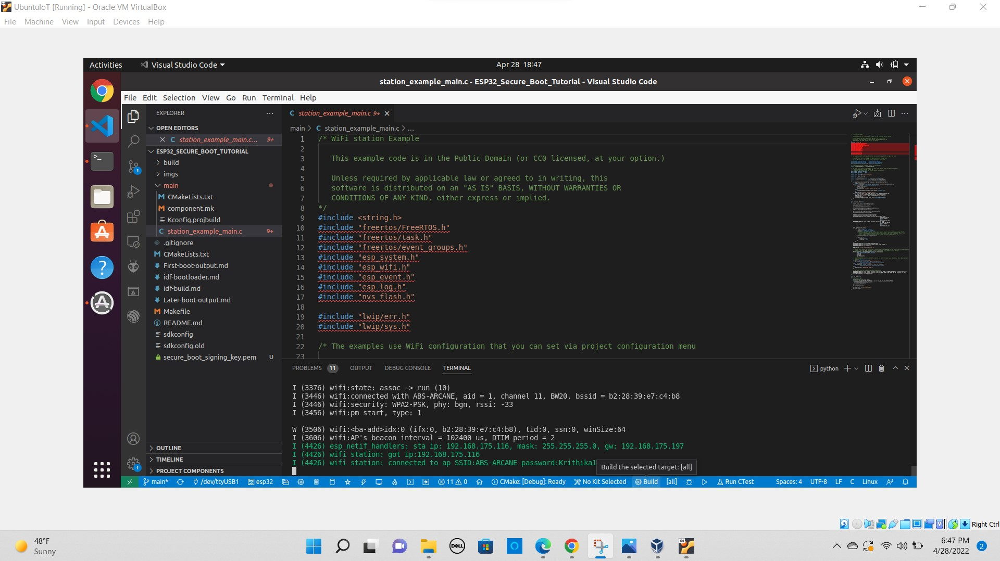 UbuntuIoT [Running] - Oracle VM VirtualBox
File Machine View Input Devices Help
Activities
Visual Studio Code
Apr 28 18:47
station_example_main.c - ESP32_Secure_Boot_Tutorial - Visual Studio Code
File Edit Selection View Go Run Terminal Help
EXPLORER
OPEN EDITORS
station_example_main.c... 9+
ESP32_SECURE_BOOT_TUTORIAL
build
imgs
main
CMakeLists.txt
component.mk
Kconfig.projbuild
station_example_main.c 9+
.gitignore
CMakeLists.txt
First-boot-output.md
idf-bootloader.md
idf-build.md
Later-boot-output.md
Makefile
README.md
sdkconfig
sdkconfig.old
secure_boot_signing_key.pem U
OUTLINE
TIMELINE
PROJECT COMPONENTS
1
1
C station_example_main.c 9+
main > C station_example_main.c > ...
1 /* WiFi station Example
2
3 This example code is in the Public Domain (or CC0 licensed, at your option.)
4
5 Unless required by applicable law or agreed to in writing, this
6 software is distributed on an "AS IS" BASIS, WITHOUT WARRANTIES OR
7 CONDITIONS OF ANY KIND, either express or implied.
8 */
9 #include <string.h>
10 #include "freertos/FreeRTOS.h"
11 #include "freertos/task.h"
12 #include "freertos/event_groups.h"
13 #include "esp_system.h"
14 #include "esp_wifi.h"
15 #include "esp_event.h"
16 #include "esp_log.h"
17 #include "nvs_flash.h"
18
19 #include "lwip/err.h"
20 #include "lwip/sys.h"
21
22 /* The examples use WiFi configuration that you can set via project configuration menu
23
PROBLEMS 11 OUTPUT DEBUG CONSOLE TERMINAL
python
I (3376) wifi:state: assoc -> run (10)
I (3446) wifi:connected with ABS-ARCANE, aid = 1, channel 11, BW20, bssid = b2:28:39:e7:c4:b8
I (3446) wifi:security: WPA2-PSK, phy: bgn, rssi: -33
I (3456) wifi:pm start, type: 1
W (3506) wifi:<ba-add>idx:0 (ifx:0, b2:28:39:e7:c4:b8), tid:0, ssn:0, winSize:64
I (3606) wifi:AP's beacon interval = 102400 us, DTIM period = 2
I (4426) esp_netif_handlers: sta ip: 192.168.175.116, mask: 255.255.255.0, gw: 192.168.175.197
I (4426) wifi station: got ip:192.168.175.116
I (4426) wifi station: connected to ap SSID:ABS-ARCANE password:Krithika1
Build the selected target: [all]
main* /dev/ttyUSB1 esp32 11 0 CMake: [Debug]: Ready No Kit Selected Build [all] Run CTest Spaces: 4 UTF-8 LF C Linux
Right Ctrl
48°F
Sunny
DELL
64
6:47 PM
4/28/2022
2